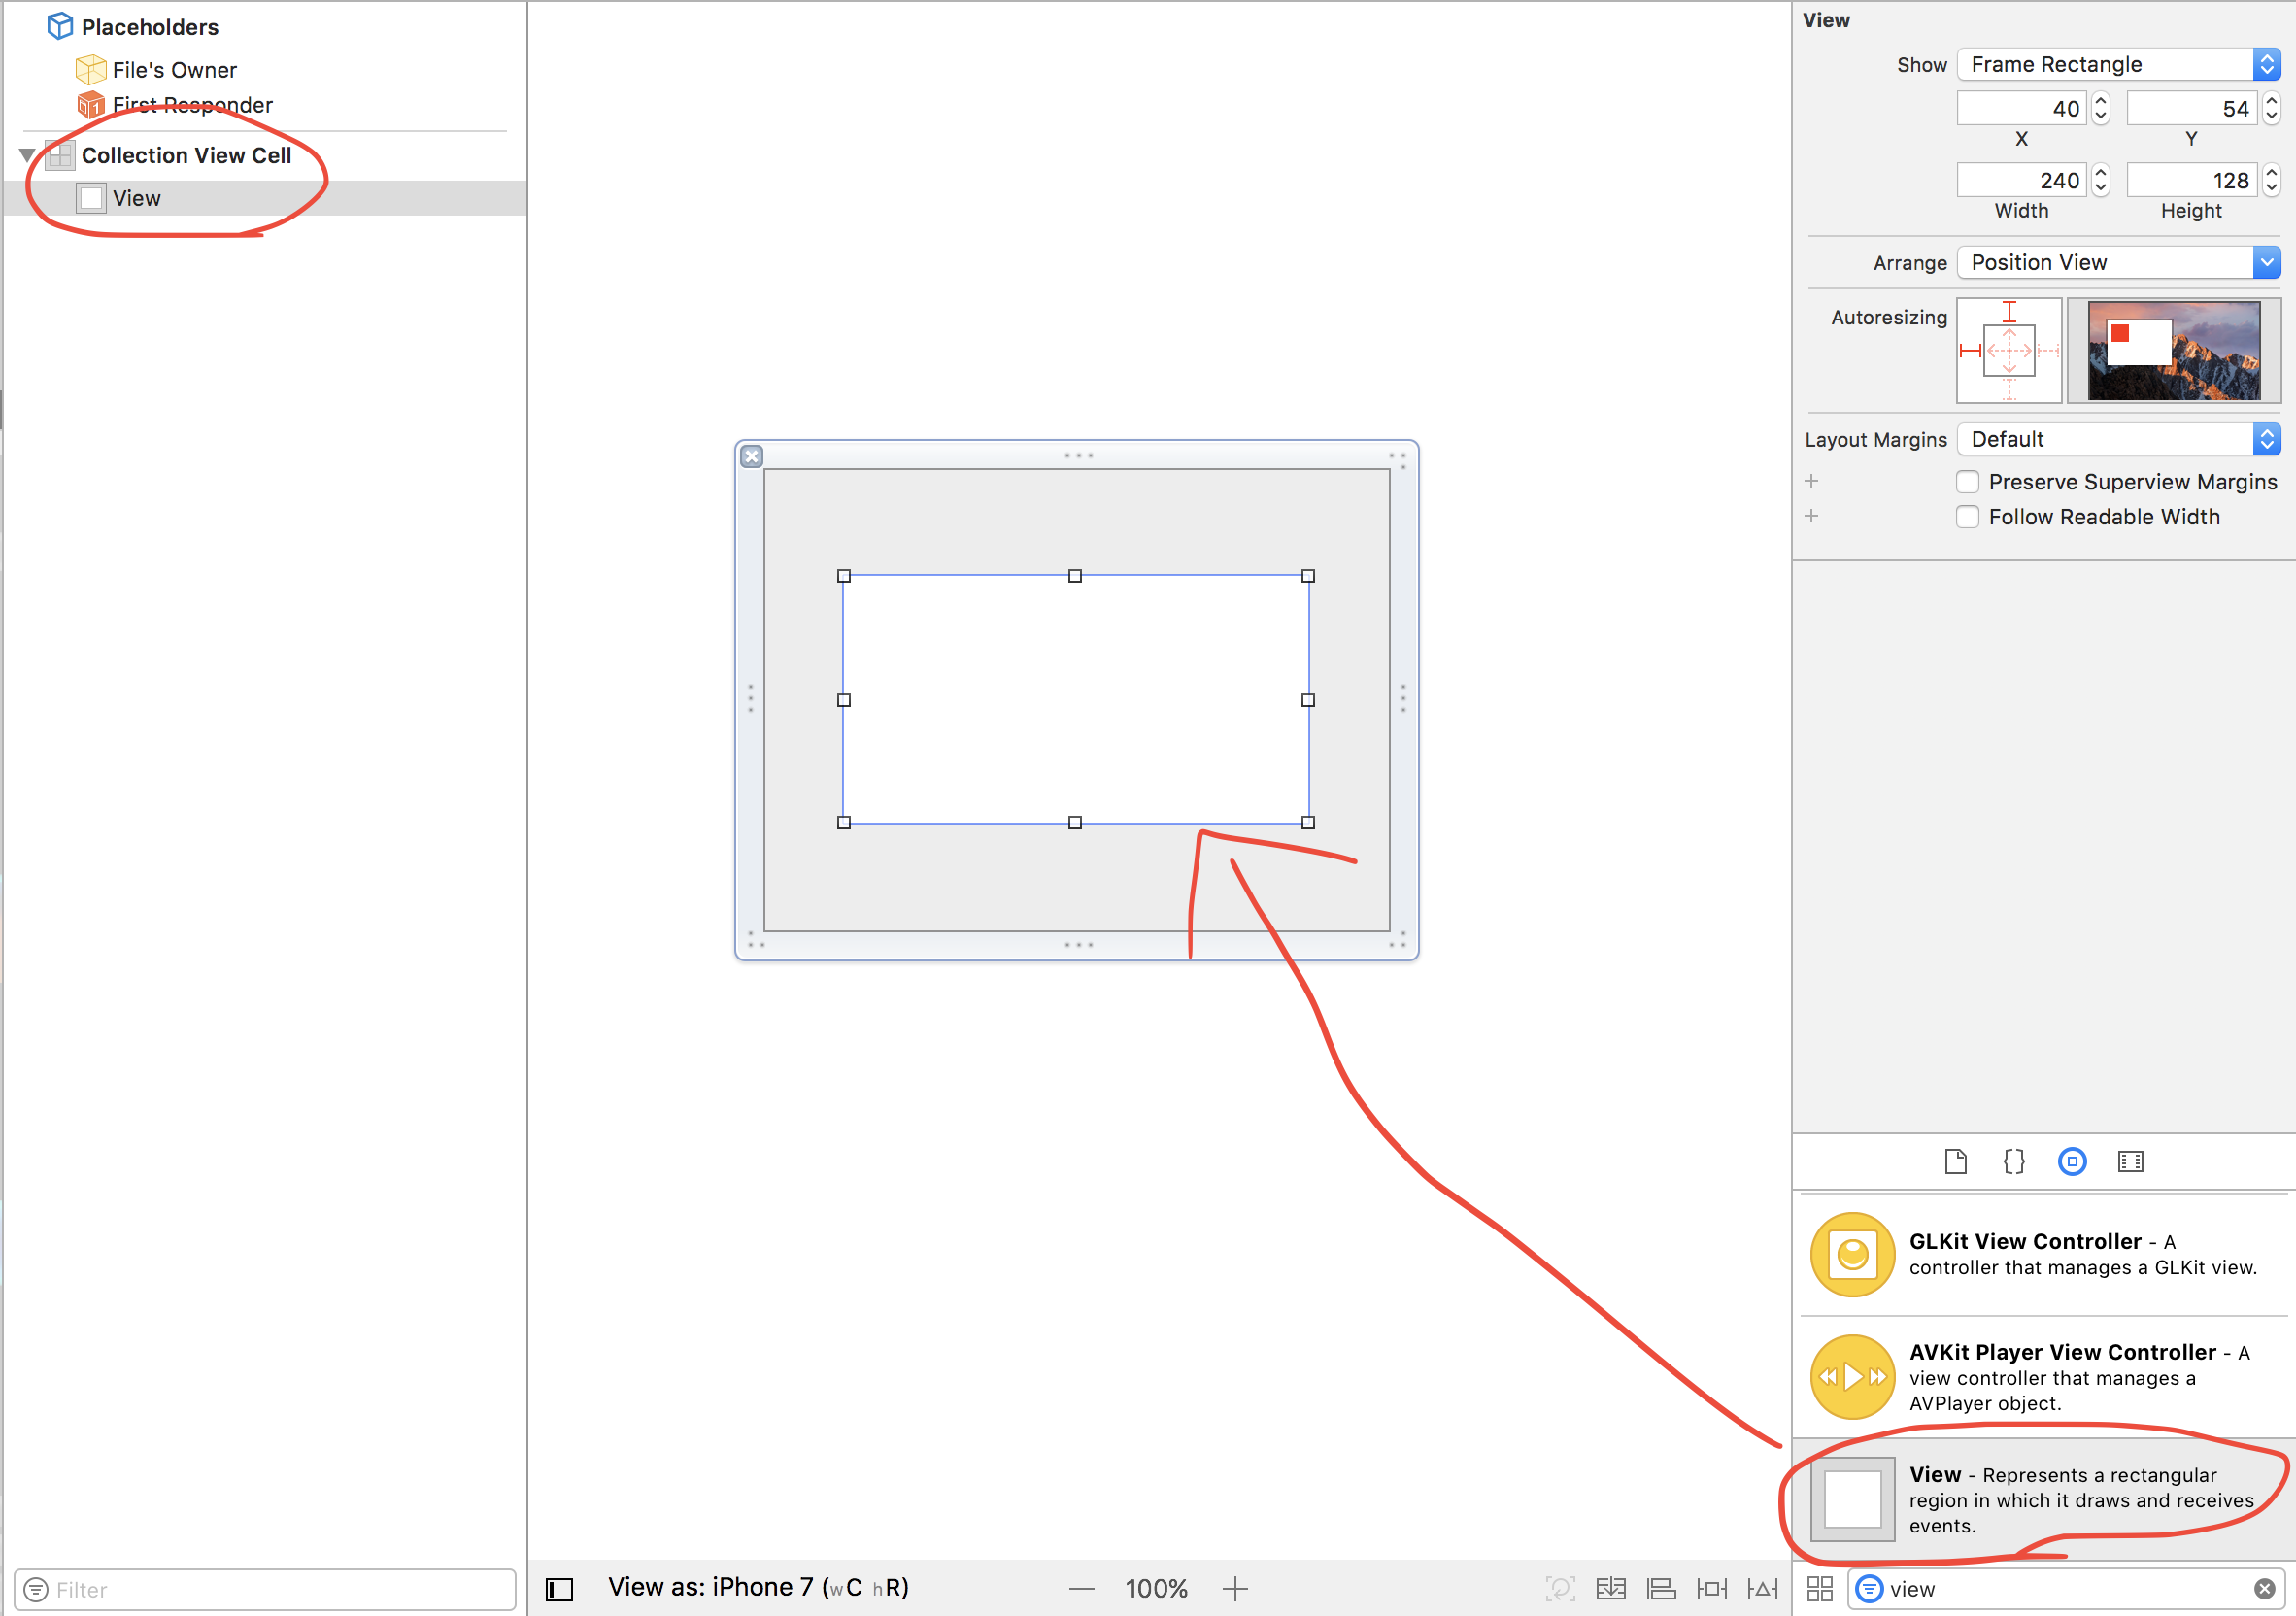 Placeholders
File's Owner
First Responder
Collection View Cell
View
Filter
View as: iPhone 7 (wC hR)
100%
View
Show Frame Rectangle
40 54
X Y
240 128
Width Height
Arrange Position View
Autoresizing
Layout Margins Default
+ Preserve Superview Margins
+ Follow Readable Width
{}
GLKit View Controller - A
controller that manages a GLKit view.
AVKit Player View Controller - A
view controller that manages a
AVPlayer object.
View - Represents a rectangular
region in which it draws and receives
events.
view